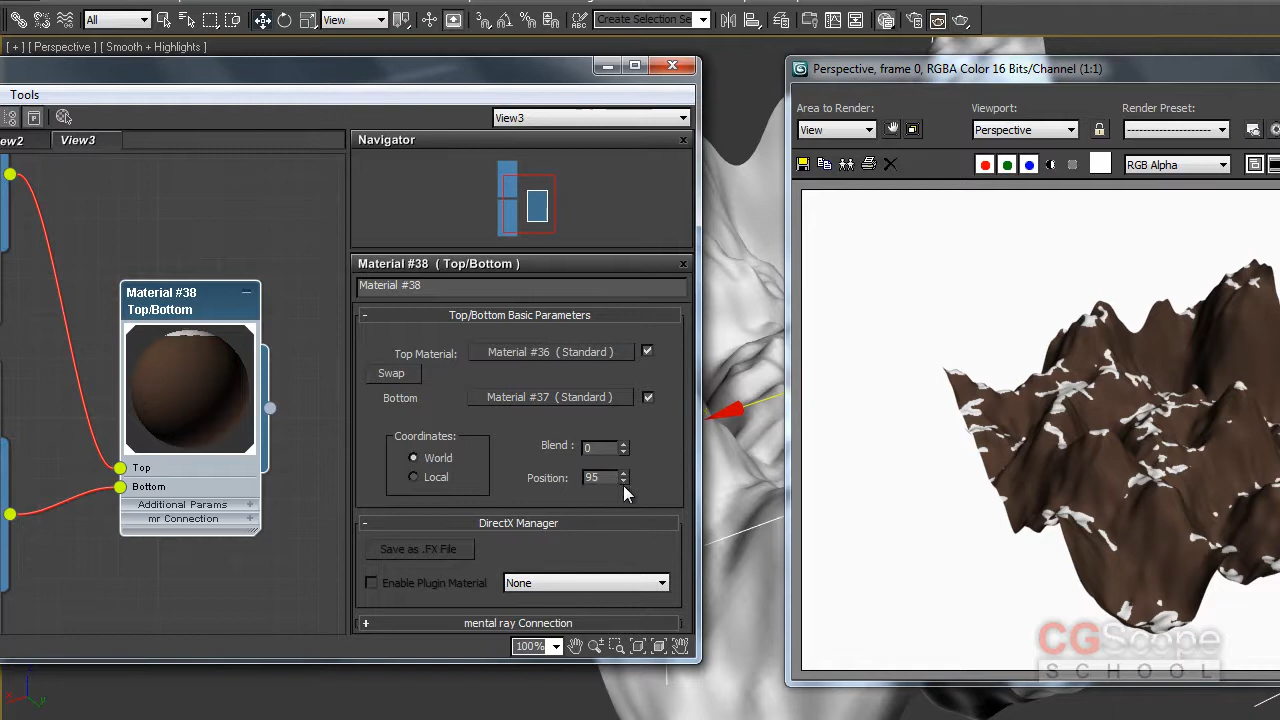 All
View
Create Selection Se
[ + ] [ Perspective ] [ Smooth + Highlights ]
Tools
View3
ew2
View3
Navigator
Material #38
Top/Bottom
Top
Bottom
Additional Params +
mr Connection +
Material #38 ( Top/Bottom )
Material #38
- Top/Bottom Basic Parameters
Top Material: Material #36 ( Standard )
Swap
Bottom Material #37 ( Standard )
Coordinates:
World
Local
Blend : 0
Position: 95
- DirectX Manager
Save as .FX File
Enable Plugin Material None
+ mental ray Connection
100%
Perspective, frame 0, RGBA Color 16 Bits/Channel (1:1)
Area to Render:
View
Viewport:
Perspective
Render Preset:
RGB Alpha
CGScope
SCHOOL
x
y